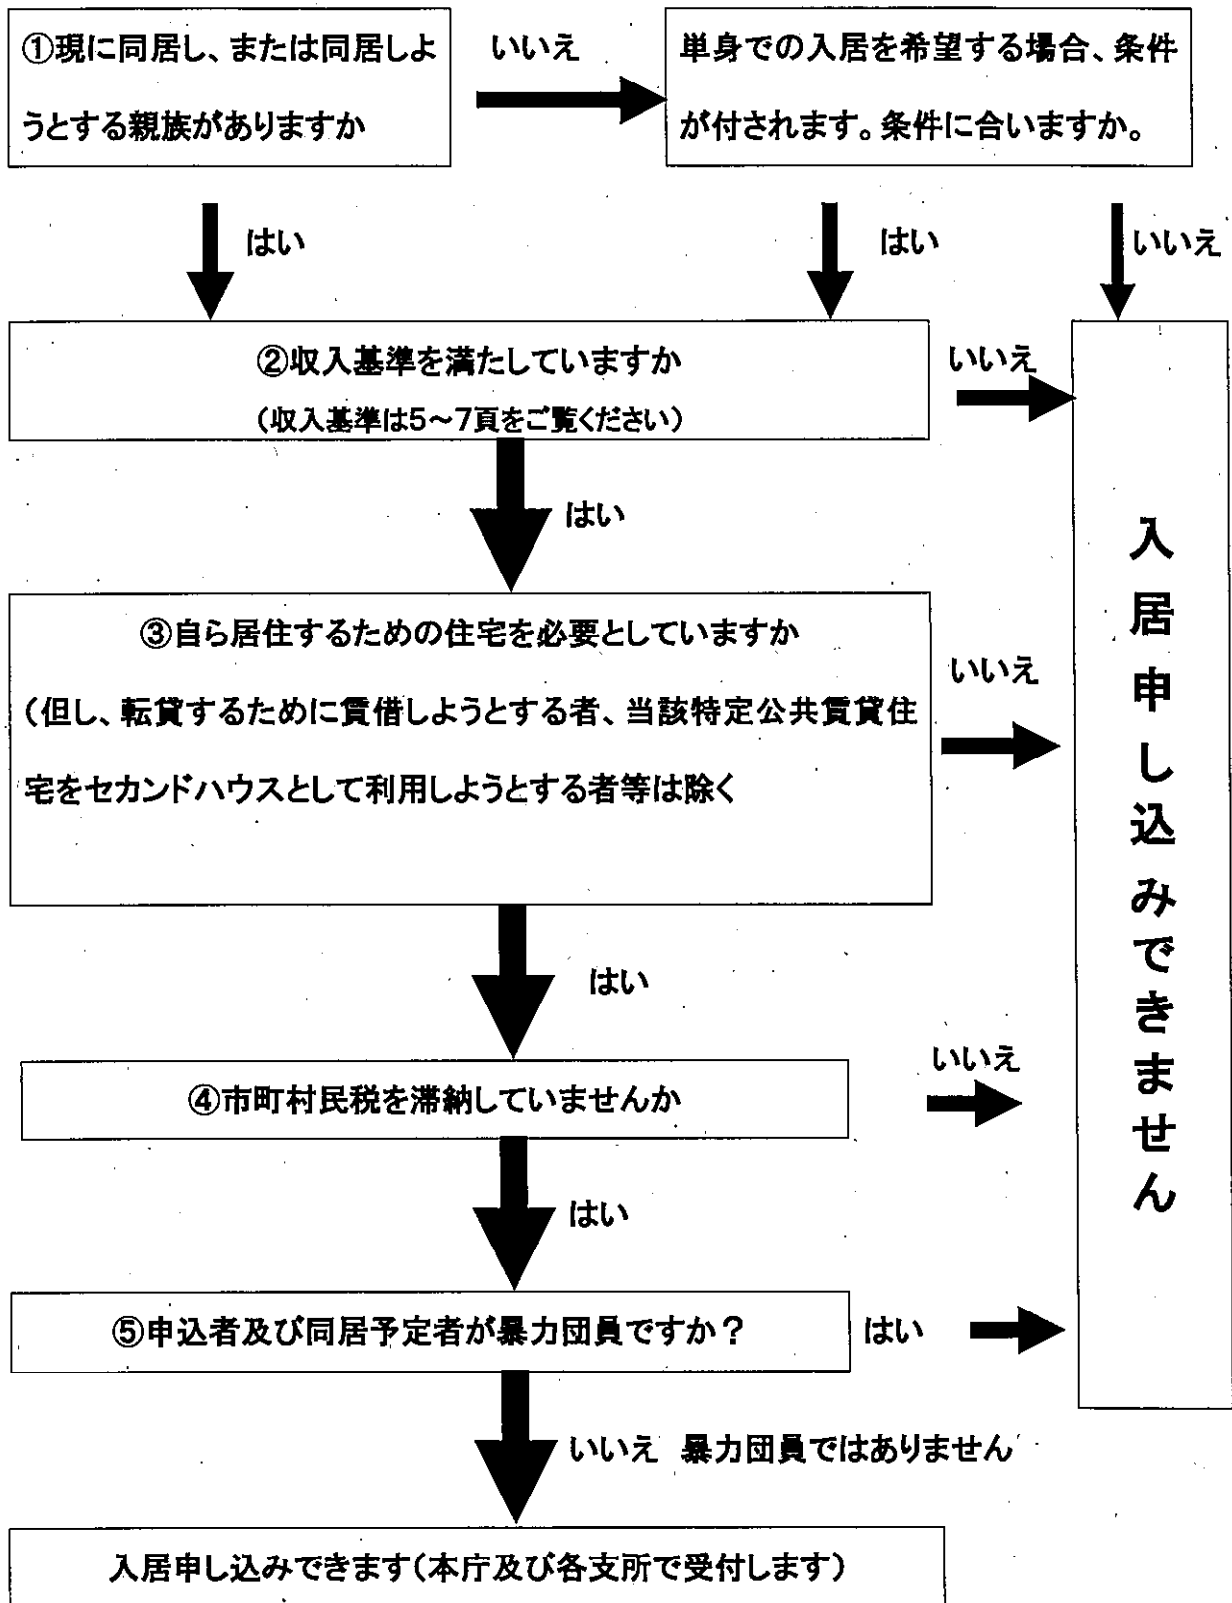 ①現に同居し、または同居しよ
うとする親族がありますか
いいえ
単身での入居を希望する場合、条件
が付されます。条件に合いますか。
はい
はい
いいえ
②収入基準を満たしていますか
（収入基準は5～7頁をご覧ください）
いいえ
はい
③自ら居住するための住宅を必要としていますか
（但し、転貸するために賃借しようとする者、当該特定公共賃貸住
宅をセカンドハウスとして利用しようとする者等は除く
いいえ
はい
④市町村民税を滞納していませんか
いいえ
はい
⑤申込者及び同居予定者が暴力団員ですか？
はい
いいえ 暴力団員ではありません
入居申し込みできます（本庁及び各支所で受付します）
入居申し込みできません